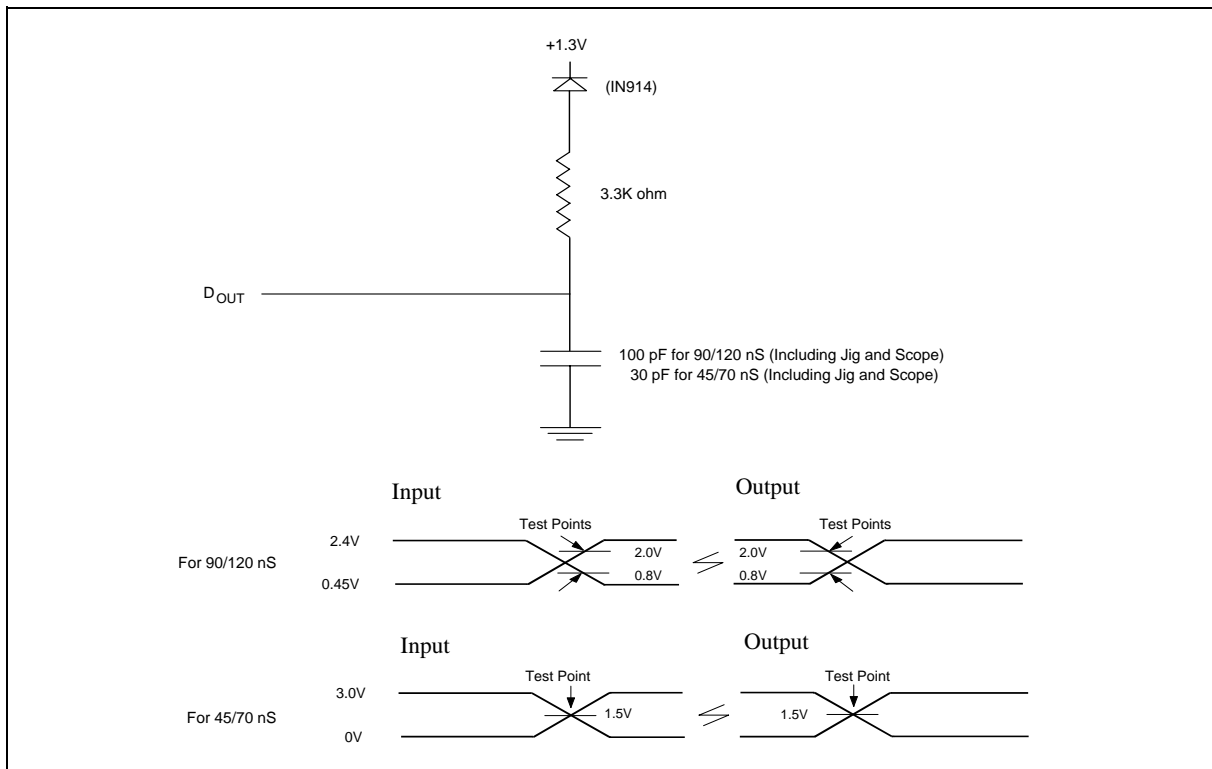 +1.3V
(IN914)
3.3K ohm
DOUT
100 pF for 90/120 nS (Including Jig and Scope)
30 pF for 45/70 nS (Including Jig and Scope)
Input
Output
Test Points
Test Points
2.4V
2.0V
2.0V
For 90/120 nS
0.8V
0.8V
0.45V
Input
Output
Test Point
Test Point
3.0V
For 45/70 nS
1.5V
1.5V
0V